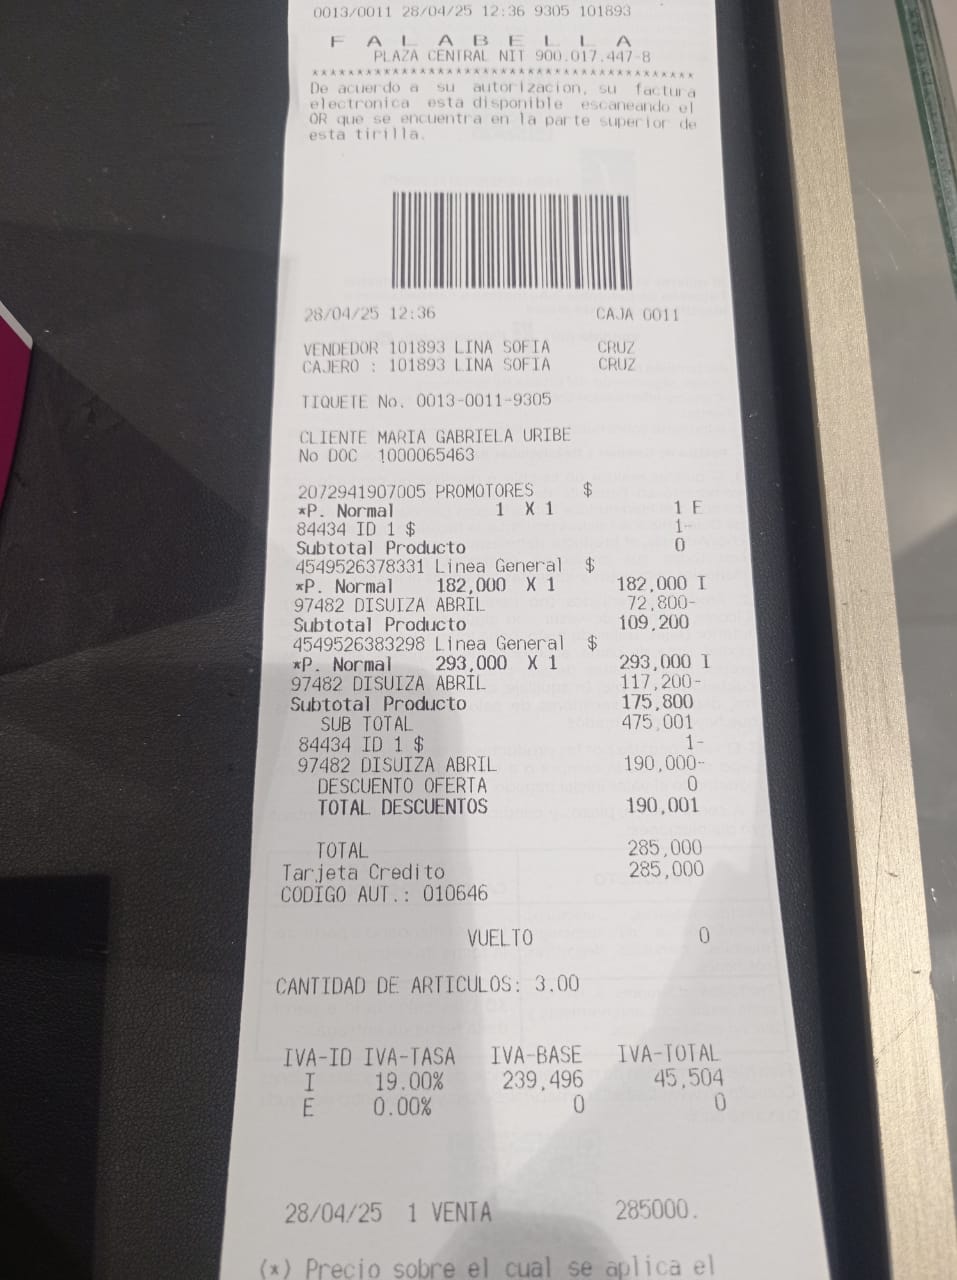 0013/0011 28/04/25 12:36 9305 101893
F A L A B E L L A
PLAZA CENTRAL NIT 900.017.447-8
******************************************
De acuerdo a su autorizacion, su factura
electronica esta disponible escaneando el
QR que se encuentra en la parte superior de
esta tirilla.
28/04/25 12:36 CAJA 0011
VENDEDOR 101893 LINA SOFIA CRUZ
CAJERO : 101893 LINA SOFIA CRUZ
TIQUETE No. 0013-0011-9305
CLIENTE MARIA GABRIELA URIBE
No DOC 1000065463
2072941907005 PROMOTORES $
*P. Normal 1 X 1 1 E
84434 ID 1 $ 1-
Subtotal Producto 0
4549526378331 Linea General $
*P. Normal 182,000 X 1 182,000 I
97482 DISUIZA ABRIL 72,800-
Subtotal Producto 109,200
4549526383298 Linea General $
*P. Normal 293,000 X 1 293,000 I
97482 DISUIZA ABRIL 117,200-
Subtotal Producto 175,800
SUB TOTAL 475,001
84434 ID 1 $ 1-
97482 DISUIZA ABRIL 190,000-
DESCUENTO OFERTA 0
TOTAL DESCUENTOS 190,001
TOTAL 285,000
Tarjeta Credito 285,000
CODIGO AUT.: 010646
VUELTO 0
CANTIDAD DE ARTICULOS: 3.00
IVA-ID IVA-TASA IVA-BASE IVA-TOTAL
I 19.00% 239,496 45,504
E 0.00% 0 0
28/04/25 1 VENTA 285000.
(*) Precio sobre el cual se aplica el